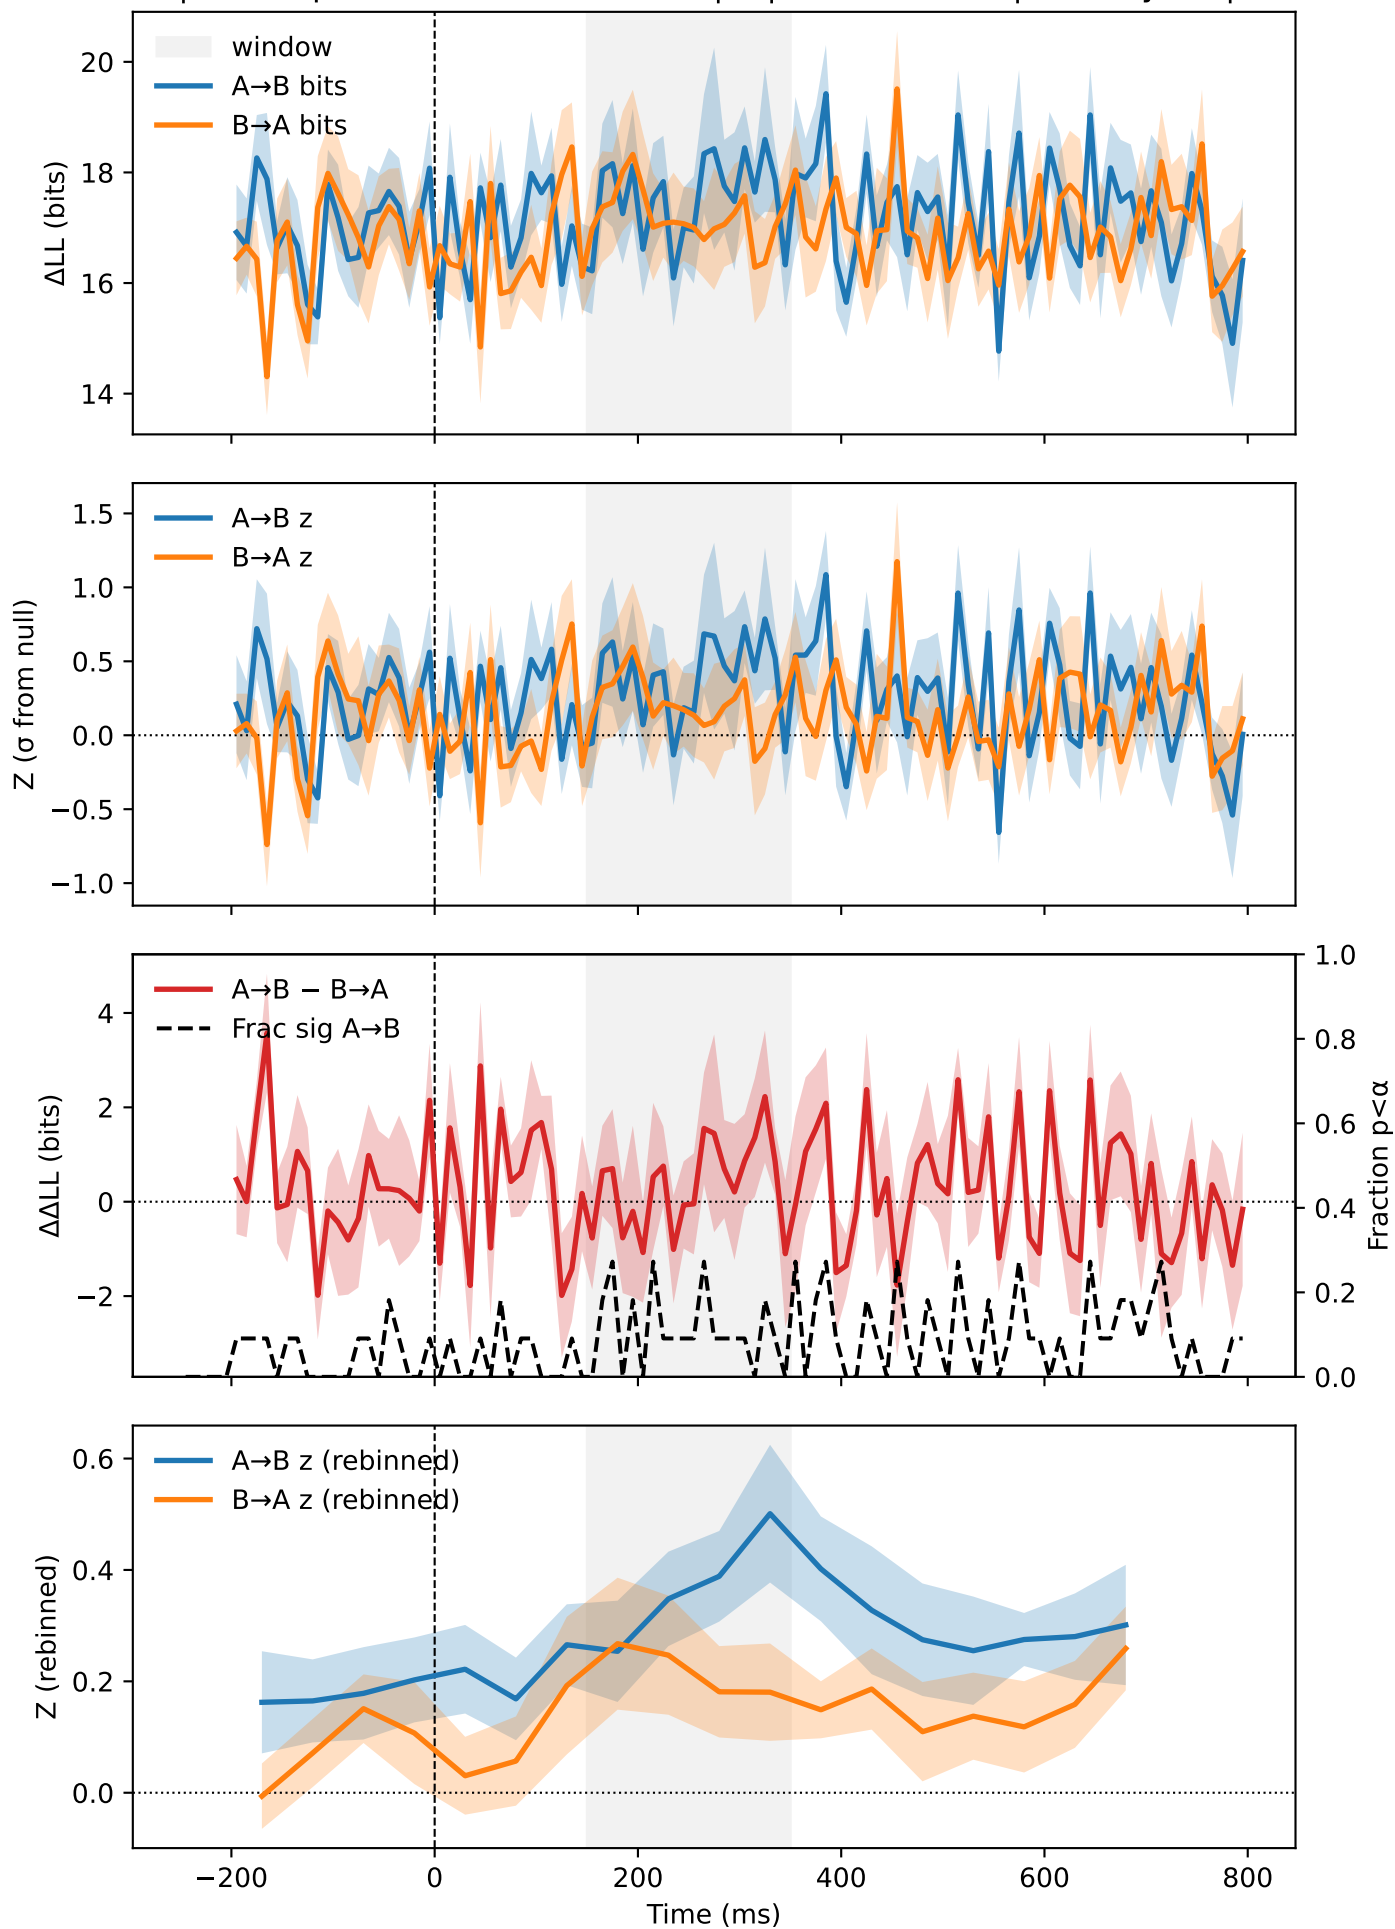 window
A→B bits
B→A bits
ΔLL (bits)
20
18
16
14
A→B z
B→A z
Z (σ from null)
1.5
1.0
0.5
0.0
−0.5
−1.0
A→B − B→A
Frac sig A→B
ΔΔLL (bits)
4
2
0
−2
1.0
0.8
0.6
0.4
0.2
0.0
Fraction p<α
A→B z (rebinned)
B→A z (rebinned)
Z (rebinned)
0.6
0.4
0.2
0.0
−200
0
200
400
600
800
Time (ms)